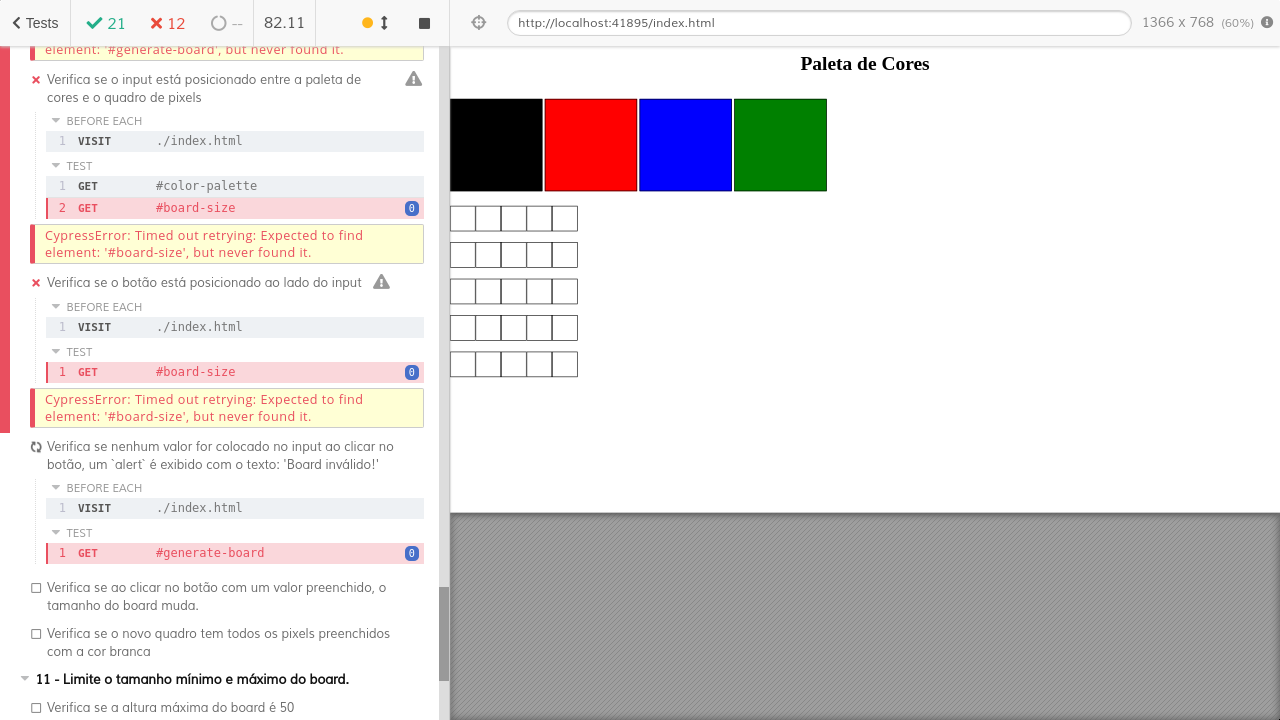 Tests 21 12 -- 82.11 http://localhost:41895/index.html 1366 x 768 (60%)
element: '#generate-board', but never found it.
Verifica se o input está posicionado entre a paleta de
cores e o quadro de pixels
BEFORE EACH
1 VISIT ./index.html
TEST
1 GET #color-palette
2 GET #board-size 0
CypressError: Timed out retrying: Expected to find
element: '#board-size', but never found it.
Verifica se o botão está posicionado ao lado do input
BEFORE EACH
1 VISIT ./index.html
TEST
1 GET #board-size 0
CypressError: Timed out retrying: Expected to find
element: '#board-size', but never found it.
Verifica se nenhum valor for colocado no input ao clicar no
botão, um `alert` é exibido com o texto: 'Board inválido!'
BEFORE EACH
1 VISIT ./index.html
TEST
1 GET #generate-board 0
Verifica se ao clicar no botão com um valor preenchido, o
tamanho do board muda.
Verifica se o novo quadro tem todos os pixels preenchidos
com a cor branca
11 - Limite o tamanho mínimo e máximo do board.
Verifica se a altura máxima do board é 50
Paleta de Cores